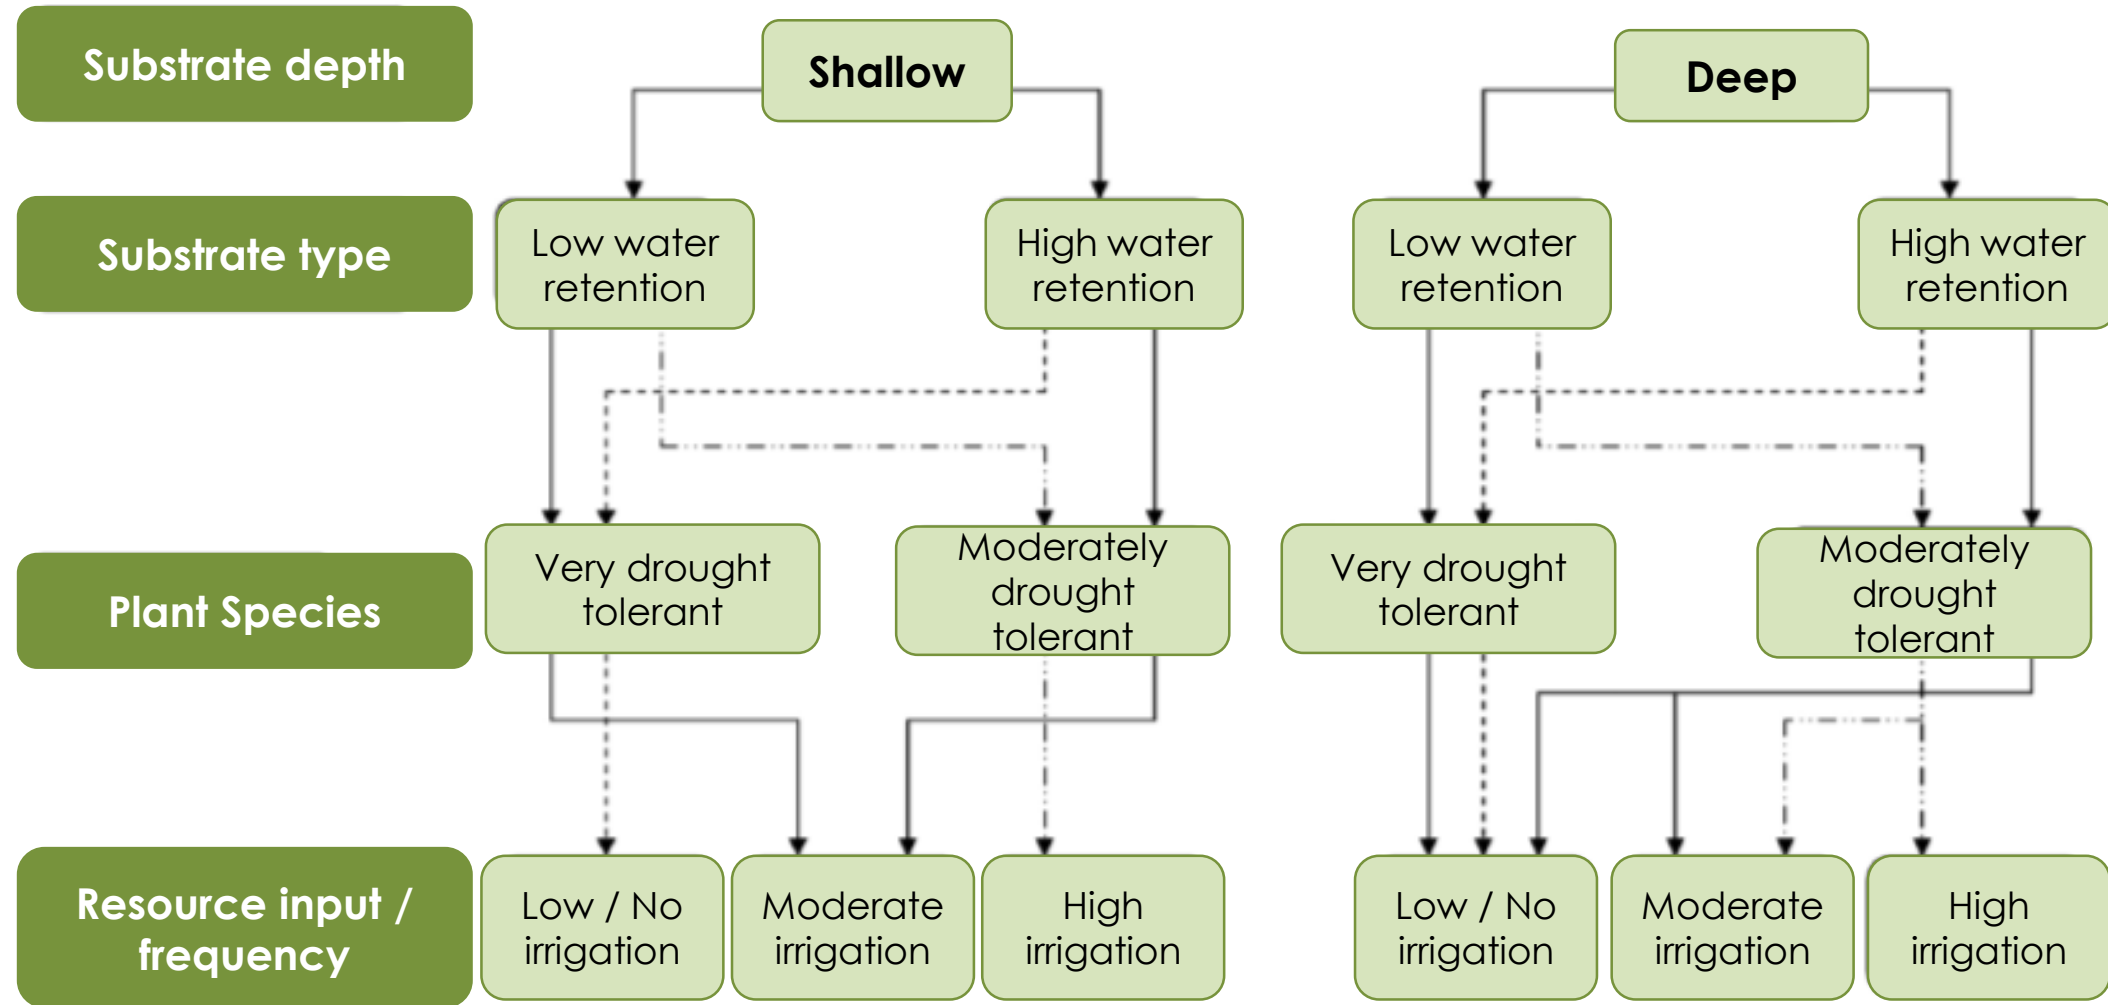 Substrate depth
Shallow
Deep
Substrate type
Low water
retention
High water
retention
Low water
retention
High water
retention
Plant Species
Very drought
tolerant
Moderately
drought
tolerant
Very drought
tolerant
Moderately
drought
tolerant
Resource input /
frequency
Low / No
irrigation
Moderate
irrigation
High
irrigation
Low / No
irrigation
Moderate
irrigation
High
irrigation